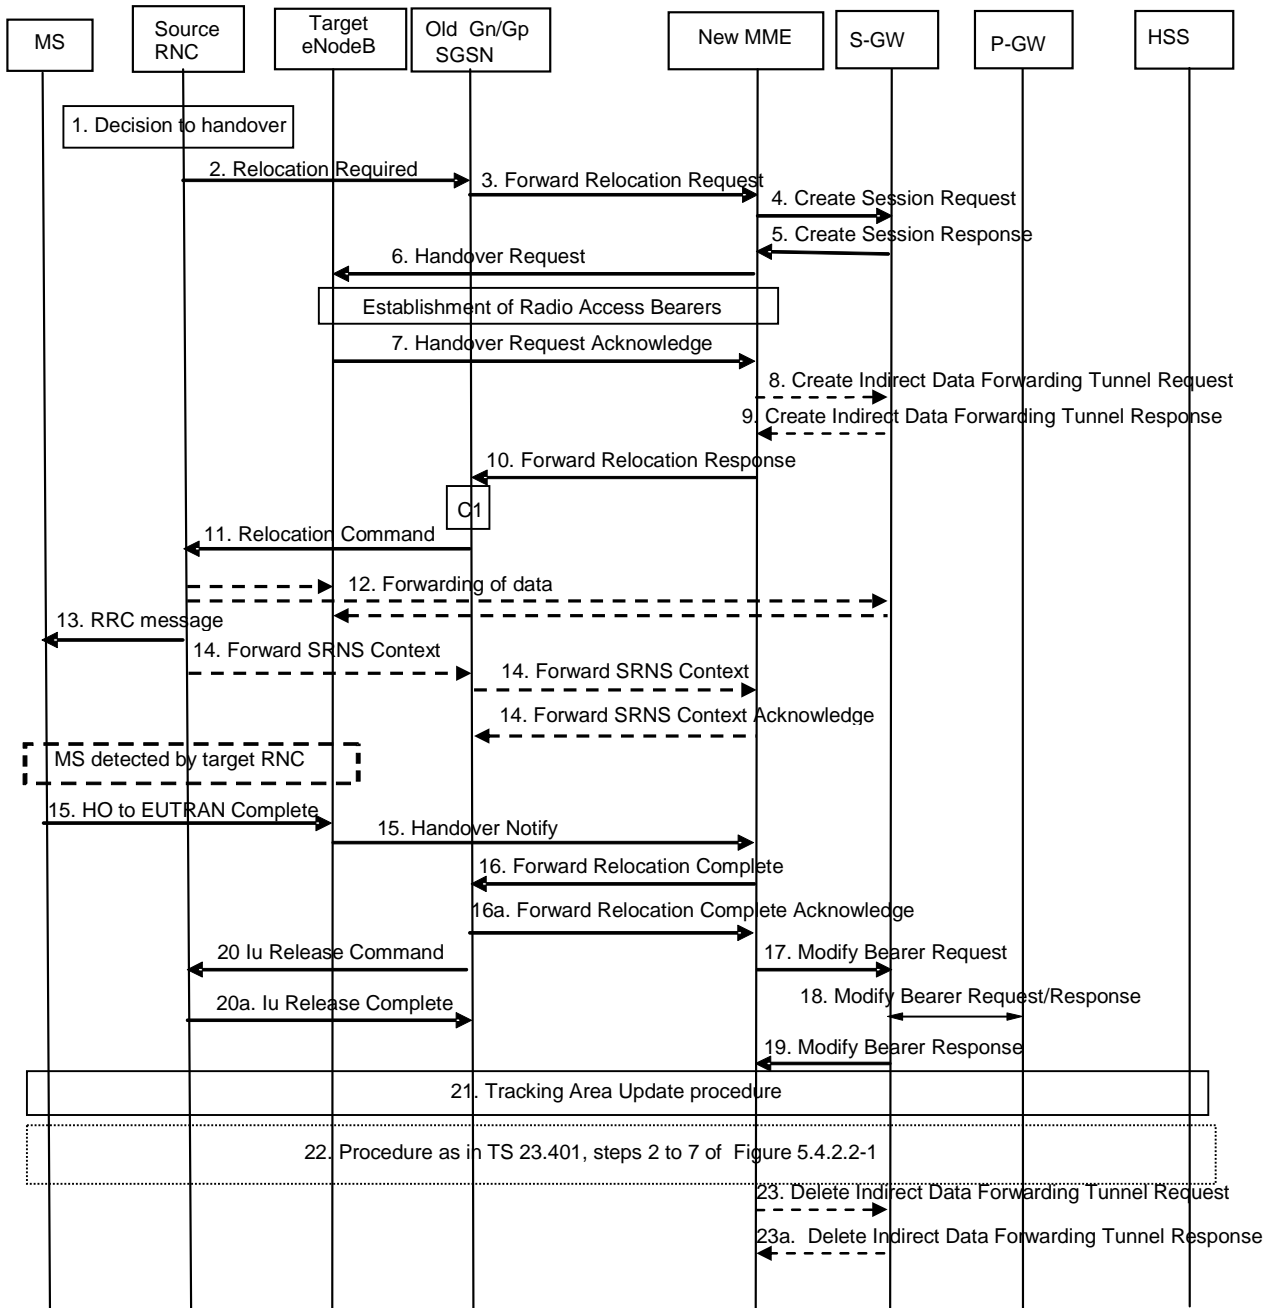 MS
Source
RNC
Target
eNodeB
Old Gn/Gp
SGSN
New MME
S-GW
P-GW
HSS
1. Decision to handover
2. Relocation Required
3. Forward Relocation Request
4. Create Session Request
5. Create Session Response
6. Handover Request
Establishment of Radio Access Bearers
7. Handover Request Acknowledge
8. Create Indirect Data Forwarding Tunnel Request
9. Create Indirect Data Forwarding Tunnel Response
10. Forward Relocation Response
C1
11. Relocation Command
12. Forwarding of data
13. RRC message
14. Forward SRNS Context
14. Forward SRNS Context
14. Forward SRNS Context Acknowledge
MS detected by target RNC
15. HO to EUTRAN Complete
15. Handover Notify
16. Forward Relocation Complete
16a. Forward Relocation Complete Acknowledge
20 Iu Release Command
17. Modify Bearer Request
20a. Iu Release Complete
18. Modify Bearer Request/Response
19. Modify Bearer Response
21. Tracking Area Update procedure
22. Procedure as in TS 23.401, steps 2 to 7 of Figure 5.4.2.2-1
23. Delete Indirect Data Forwarding Tunnel Request
23a. Delete Indirect Data Forwarding Tunnel Response